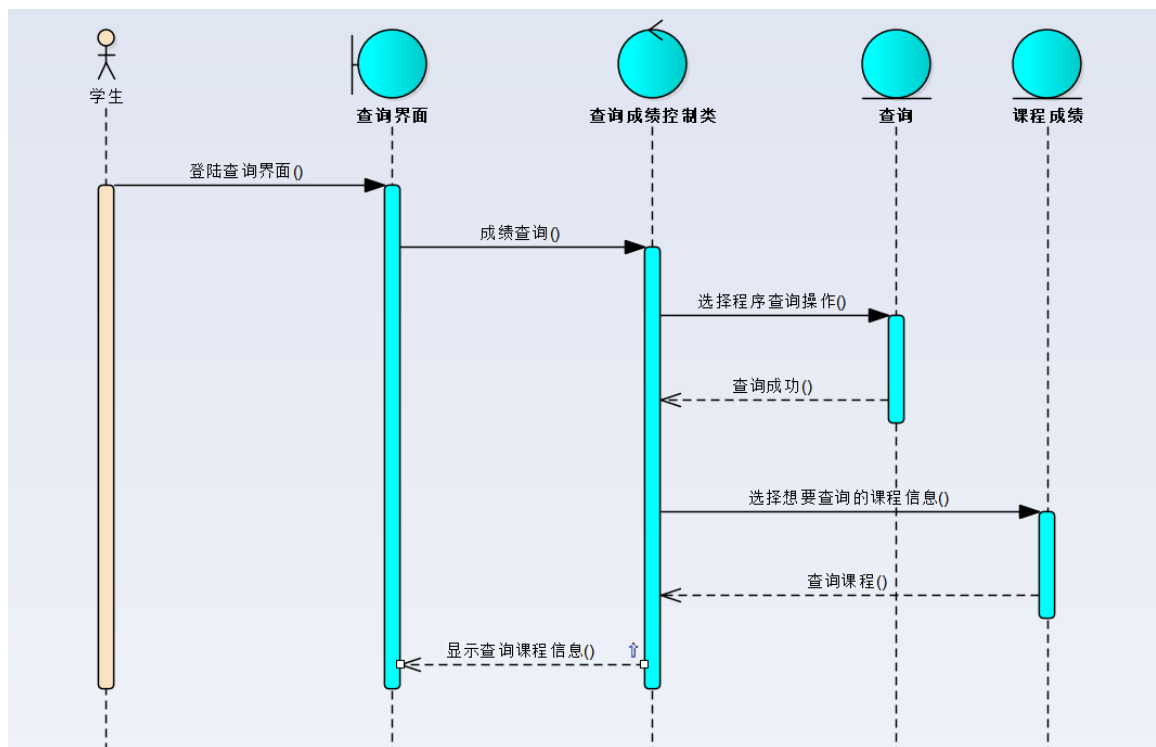 学生
查询界面
查询成绩控制类
查询
课程成绩
登陆查询界面()
成绩查询()
选择程序查询操作()
查询成功()
选择想要查询的课程信息()
查询课程()
显示查询课程信息()